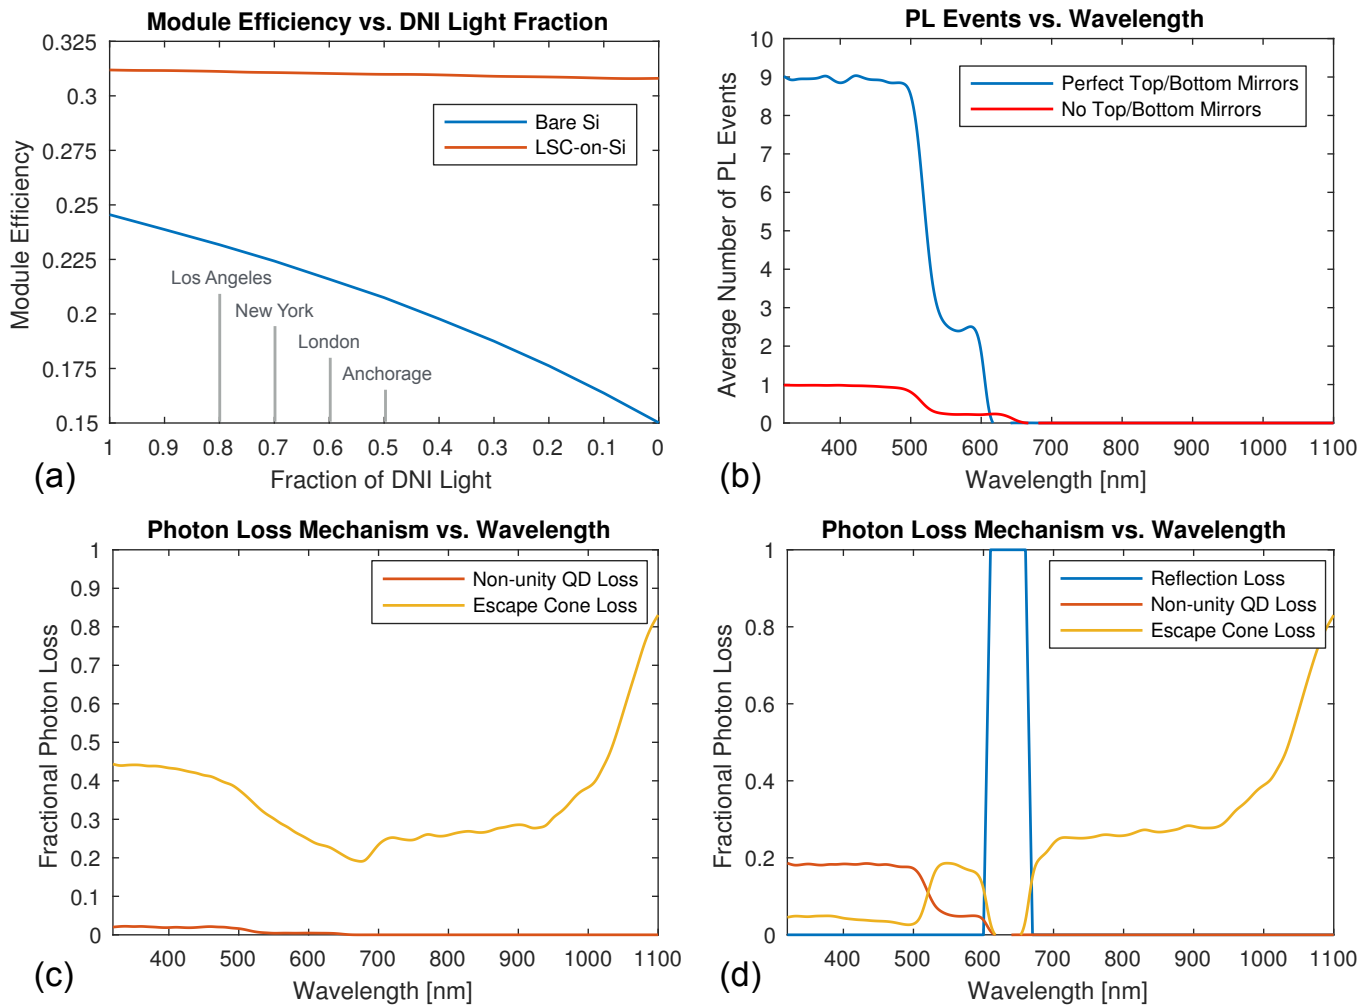 Module Efficiency vs. DNI Light Fraction
0.325
0.3
0.275
0.25
0.225
0.2
0.175
0.15
Module Efficiency
Bare Si
LSC-on-Si
Los Angeles
New York
London
Anchorage
1 0.9 0.8 0.7 0.6 0.5 0.4 0.3 0.2 0.1 0
Fraction of DNI Light
(a)
PL Events vs. Wavelength
10
9
8
7
6
5
4
3
2
1
0
Average Number of PL Events
Perfect Top/Bottom Mirrors
No Top/Bottom Mirrors
400 500 600 700 800 900 1000 1100
Wavelength [nm]
(b)
Photon Loss Mechanism vs. Wavelength
1
0.9
0.8
0.7
0.6
0.5
0.4
0.3
0.2
0.1
0
Fractional Photon Loss
Non-unity QD Loss
Escape Cone Loss
400 500 600 700 800 900 1000 1100
Wavelength [nm]
(c)
Photon Loss Mechanism vs. Wavelength
1
0.8
0.6
0.4
0.2
0
Fractional Photon Loss
Reflection Loss
Non-unity QD Loss
Escape Cone Loss
400 500 600 700 800 900 1000 1100
Wavelength [nm]
(d)